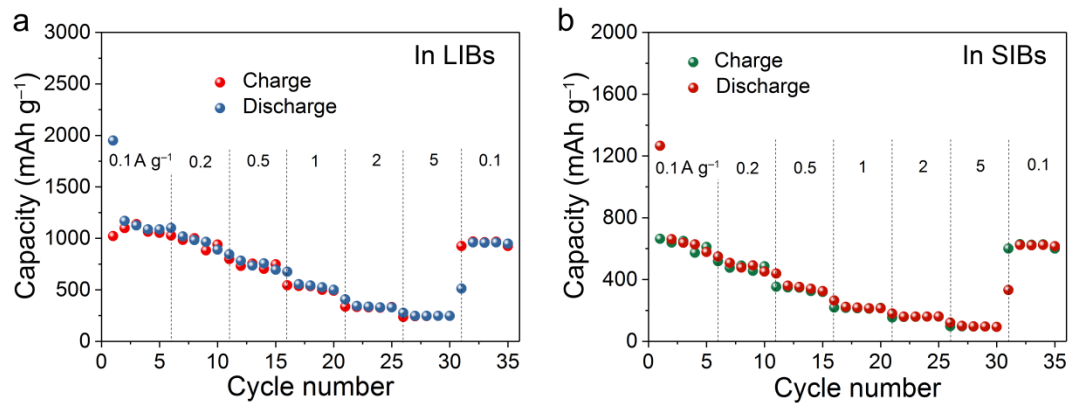 a
In LIBs
Charge
Discharge
0.1 A g⁻¹ 0.2 0.5 1 2 5 0.1
3000
2500
2000
1500
1000
500
0
Capacity (mAh g⁻¹)
0 5 10 15 20 25 30 35
Cycle number
b
In SIBs
Charge
Discharge
0.1 A g⁻¹ 0.2 0.5 1 2 5 0.1
2000
1600
1200
800
400
0
Capacity (mAh g⁻¹)
0 5 10 15 20 25 30 35
Cycle number